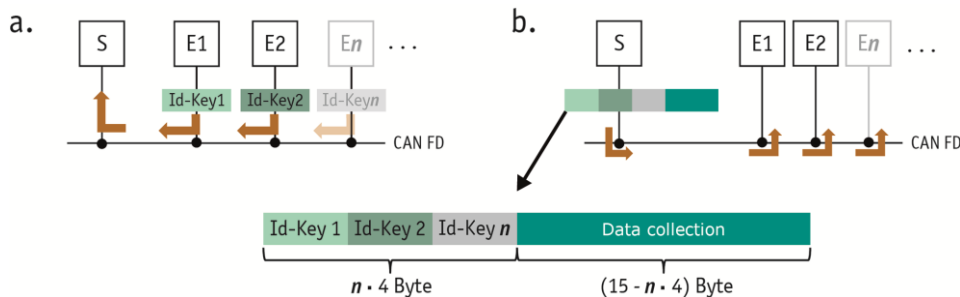 a.
S
E1
E2
En
...
Id-Key1
Id-Key2
Id-Keyn
CAN FD
b.
S
E1
E2
En
...
CAN FD
Id-Key 1
Id-Key 2
Id-Key n
Data collection
n · 4 Byte
(15 - n · 4) Byte